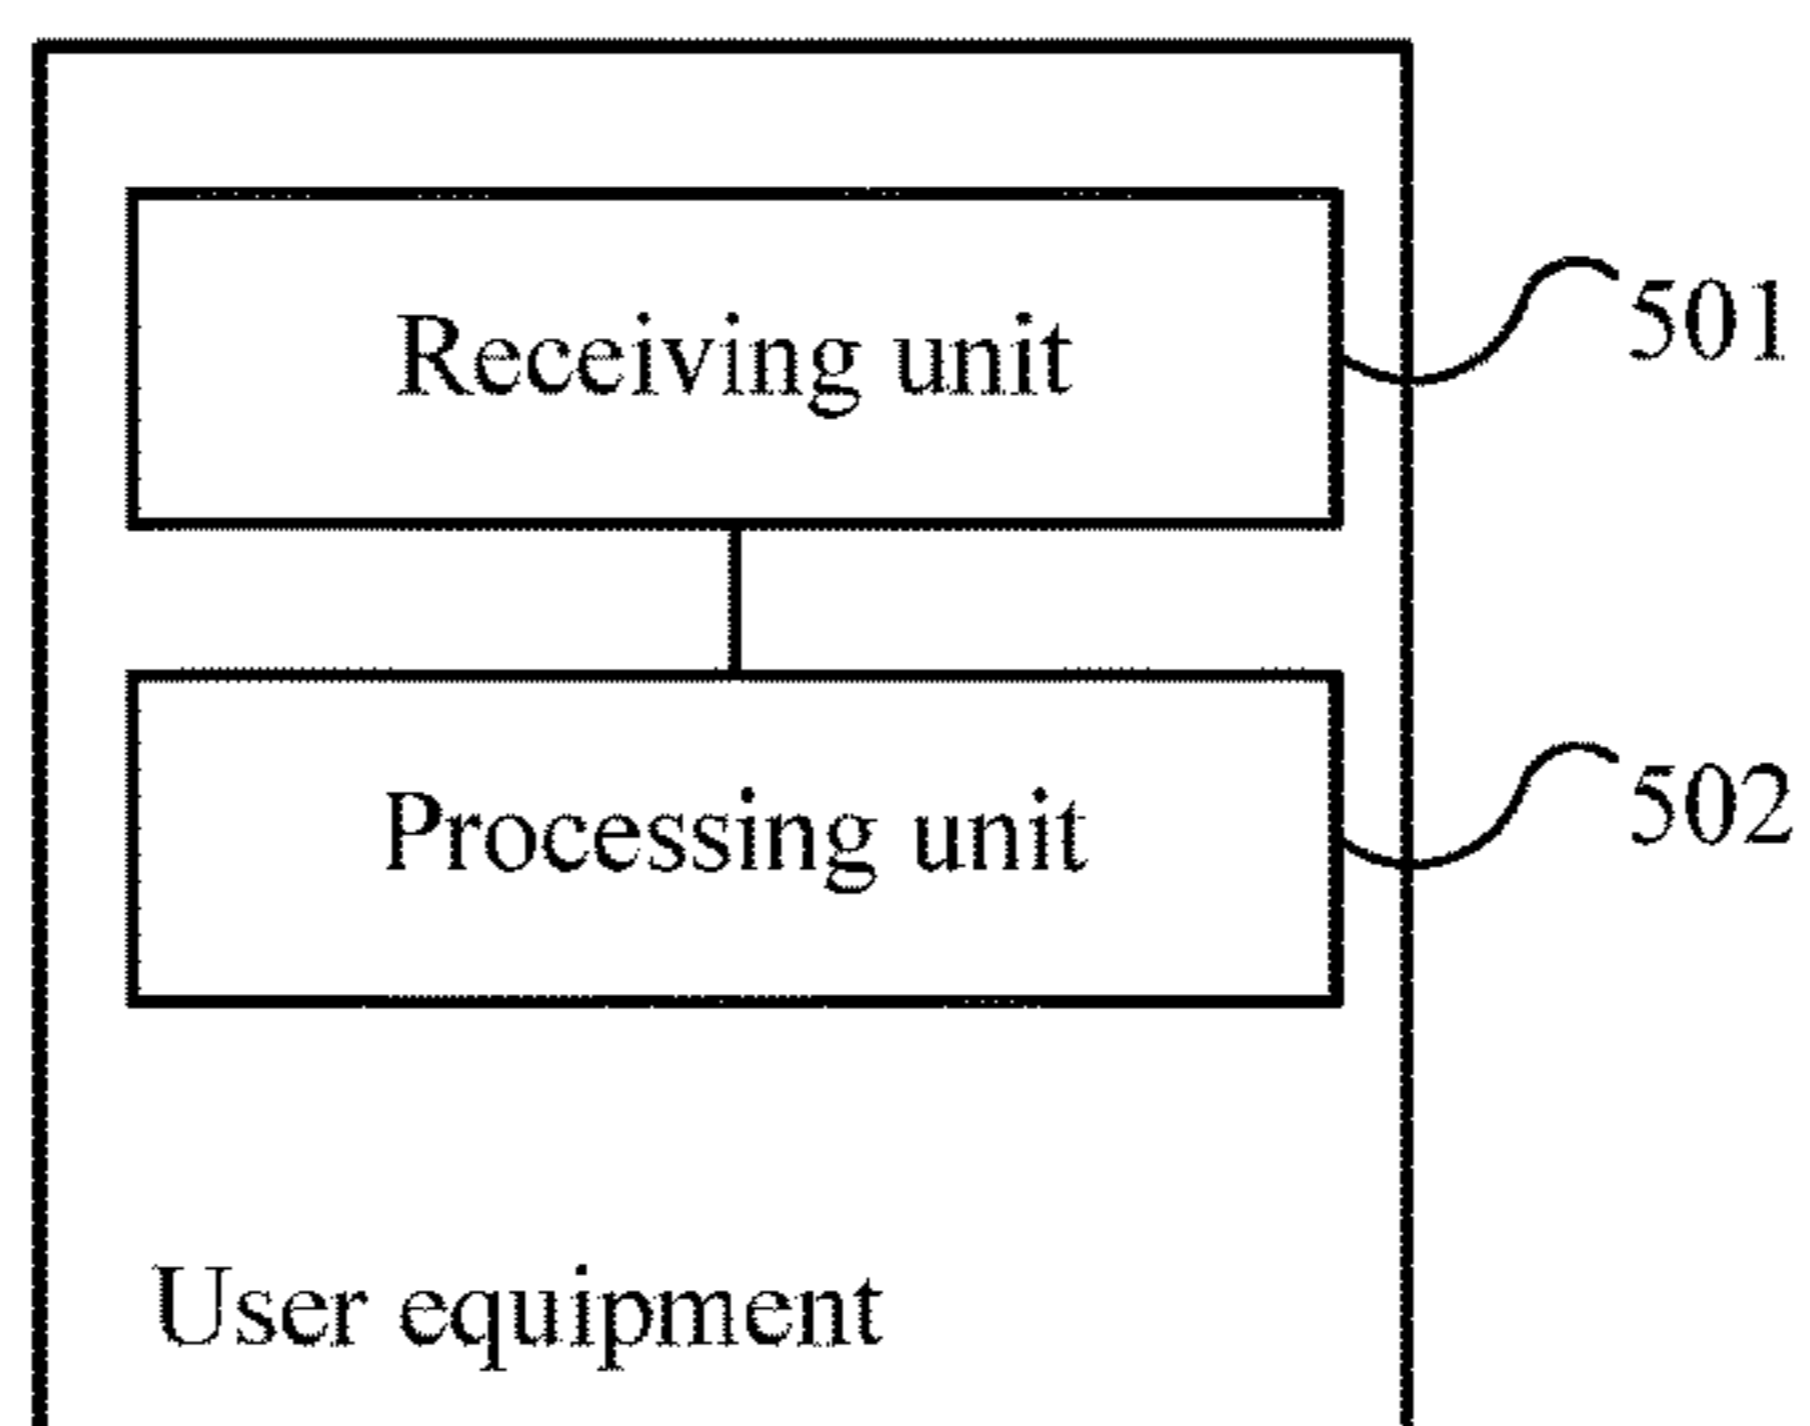 Receiving unit
501
Processing unit
502
User equipment